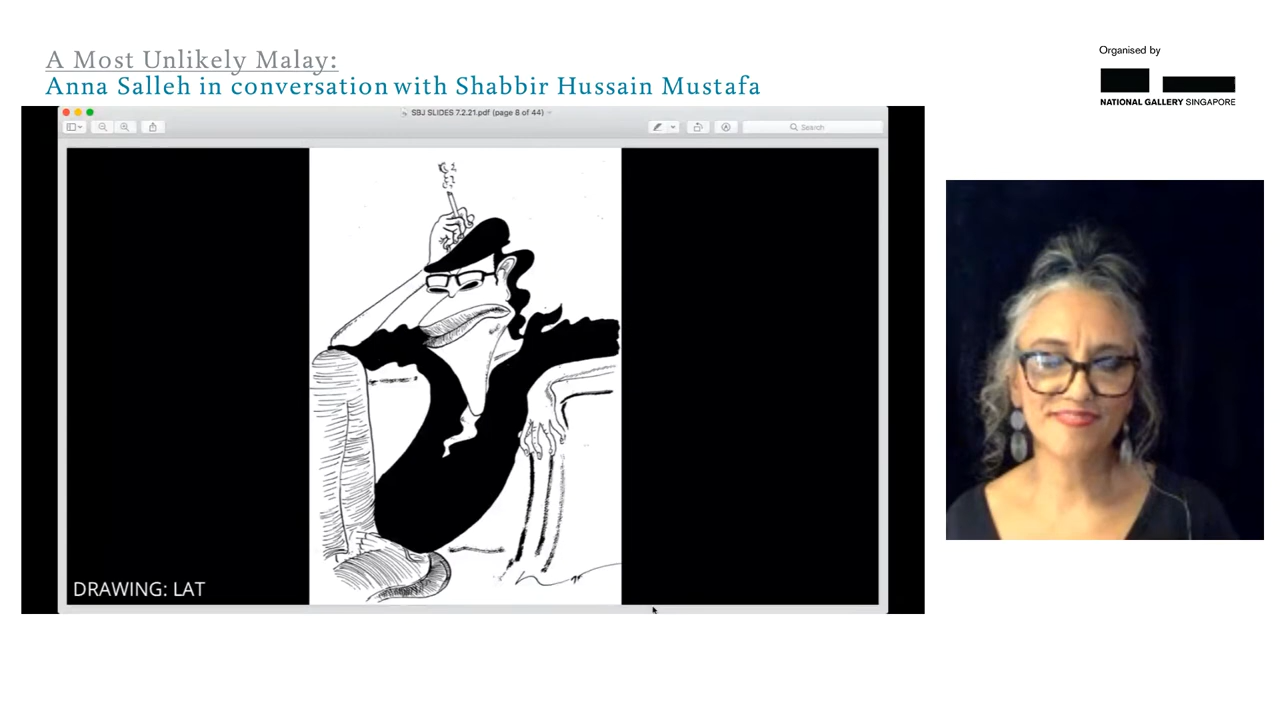 A Most Unlikely Malay:
Anna Salleh in conversation with Shabbir Hussain Mustafa
Organised by
NATIONAL GALLERY SINGAPORE
SBJ SLIDES 7.2.21.pdf (page 8 of 44)
Search
DRAWING: LAT